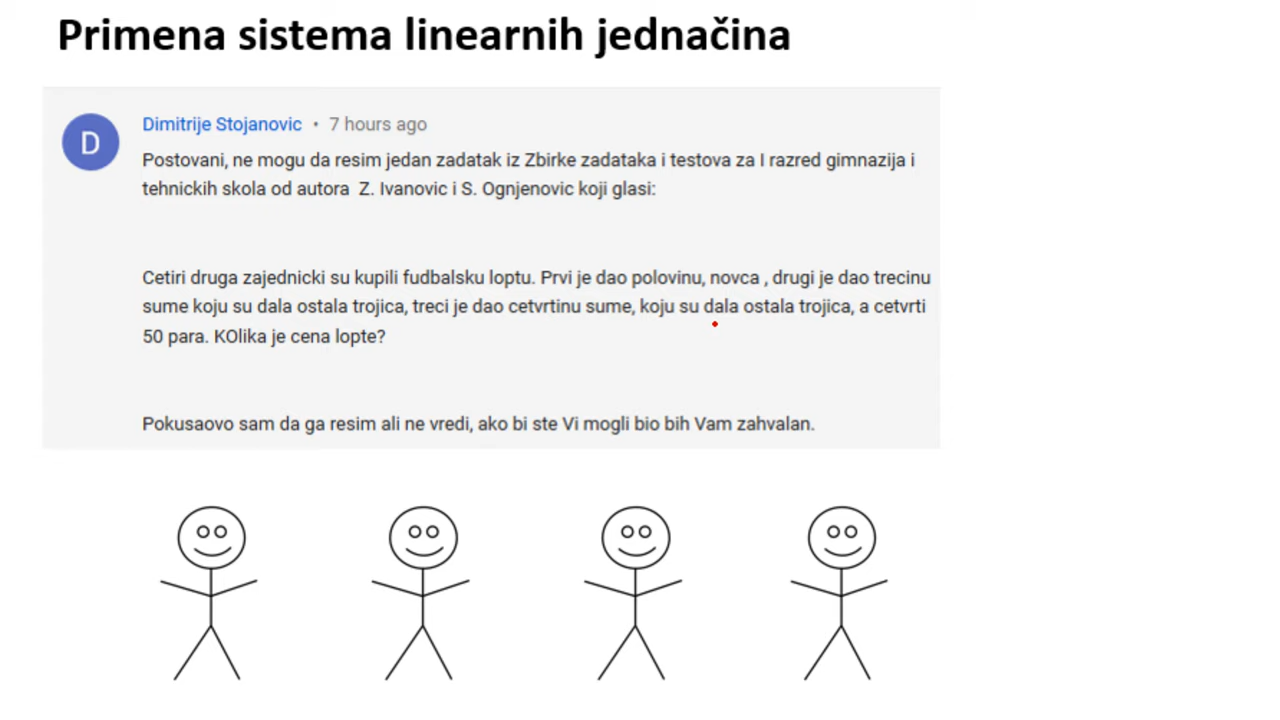 Primena sistema linearnih jednačina
D
Dimitrije Stojanovic • 7 hours ago
Postovani, ne mogu da resim jedan zadatak iz Zbirke zadataka i testova za I razred gimnazija i
tehnickih skola od autora Z. Ivanovic i S. Ognjenovic koji glasi:
Cetiri druga zajednicki su kupili fudbalsku loptu. Prvi je dao polovinu, novca , drugi je dao trecinu
sume koju su dala ostala trojica, treci je dao cetvrtinu sume, koju su dala ostala trojica, a cetvrti
50 para. KOlika je cena lopte?
Pokusaovo sam da ga resim ali ne vredi, ako bi ste Vi mogli bio bih Vam zahvalan.